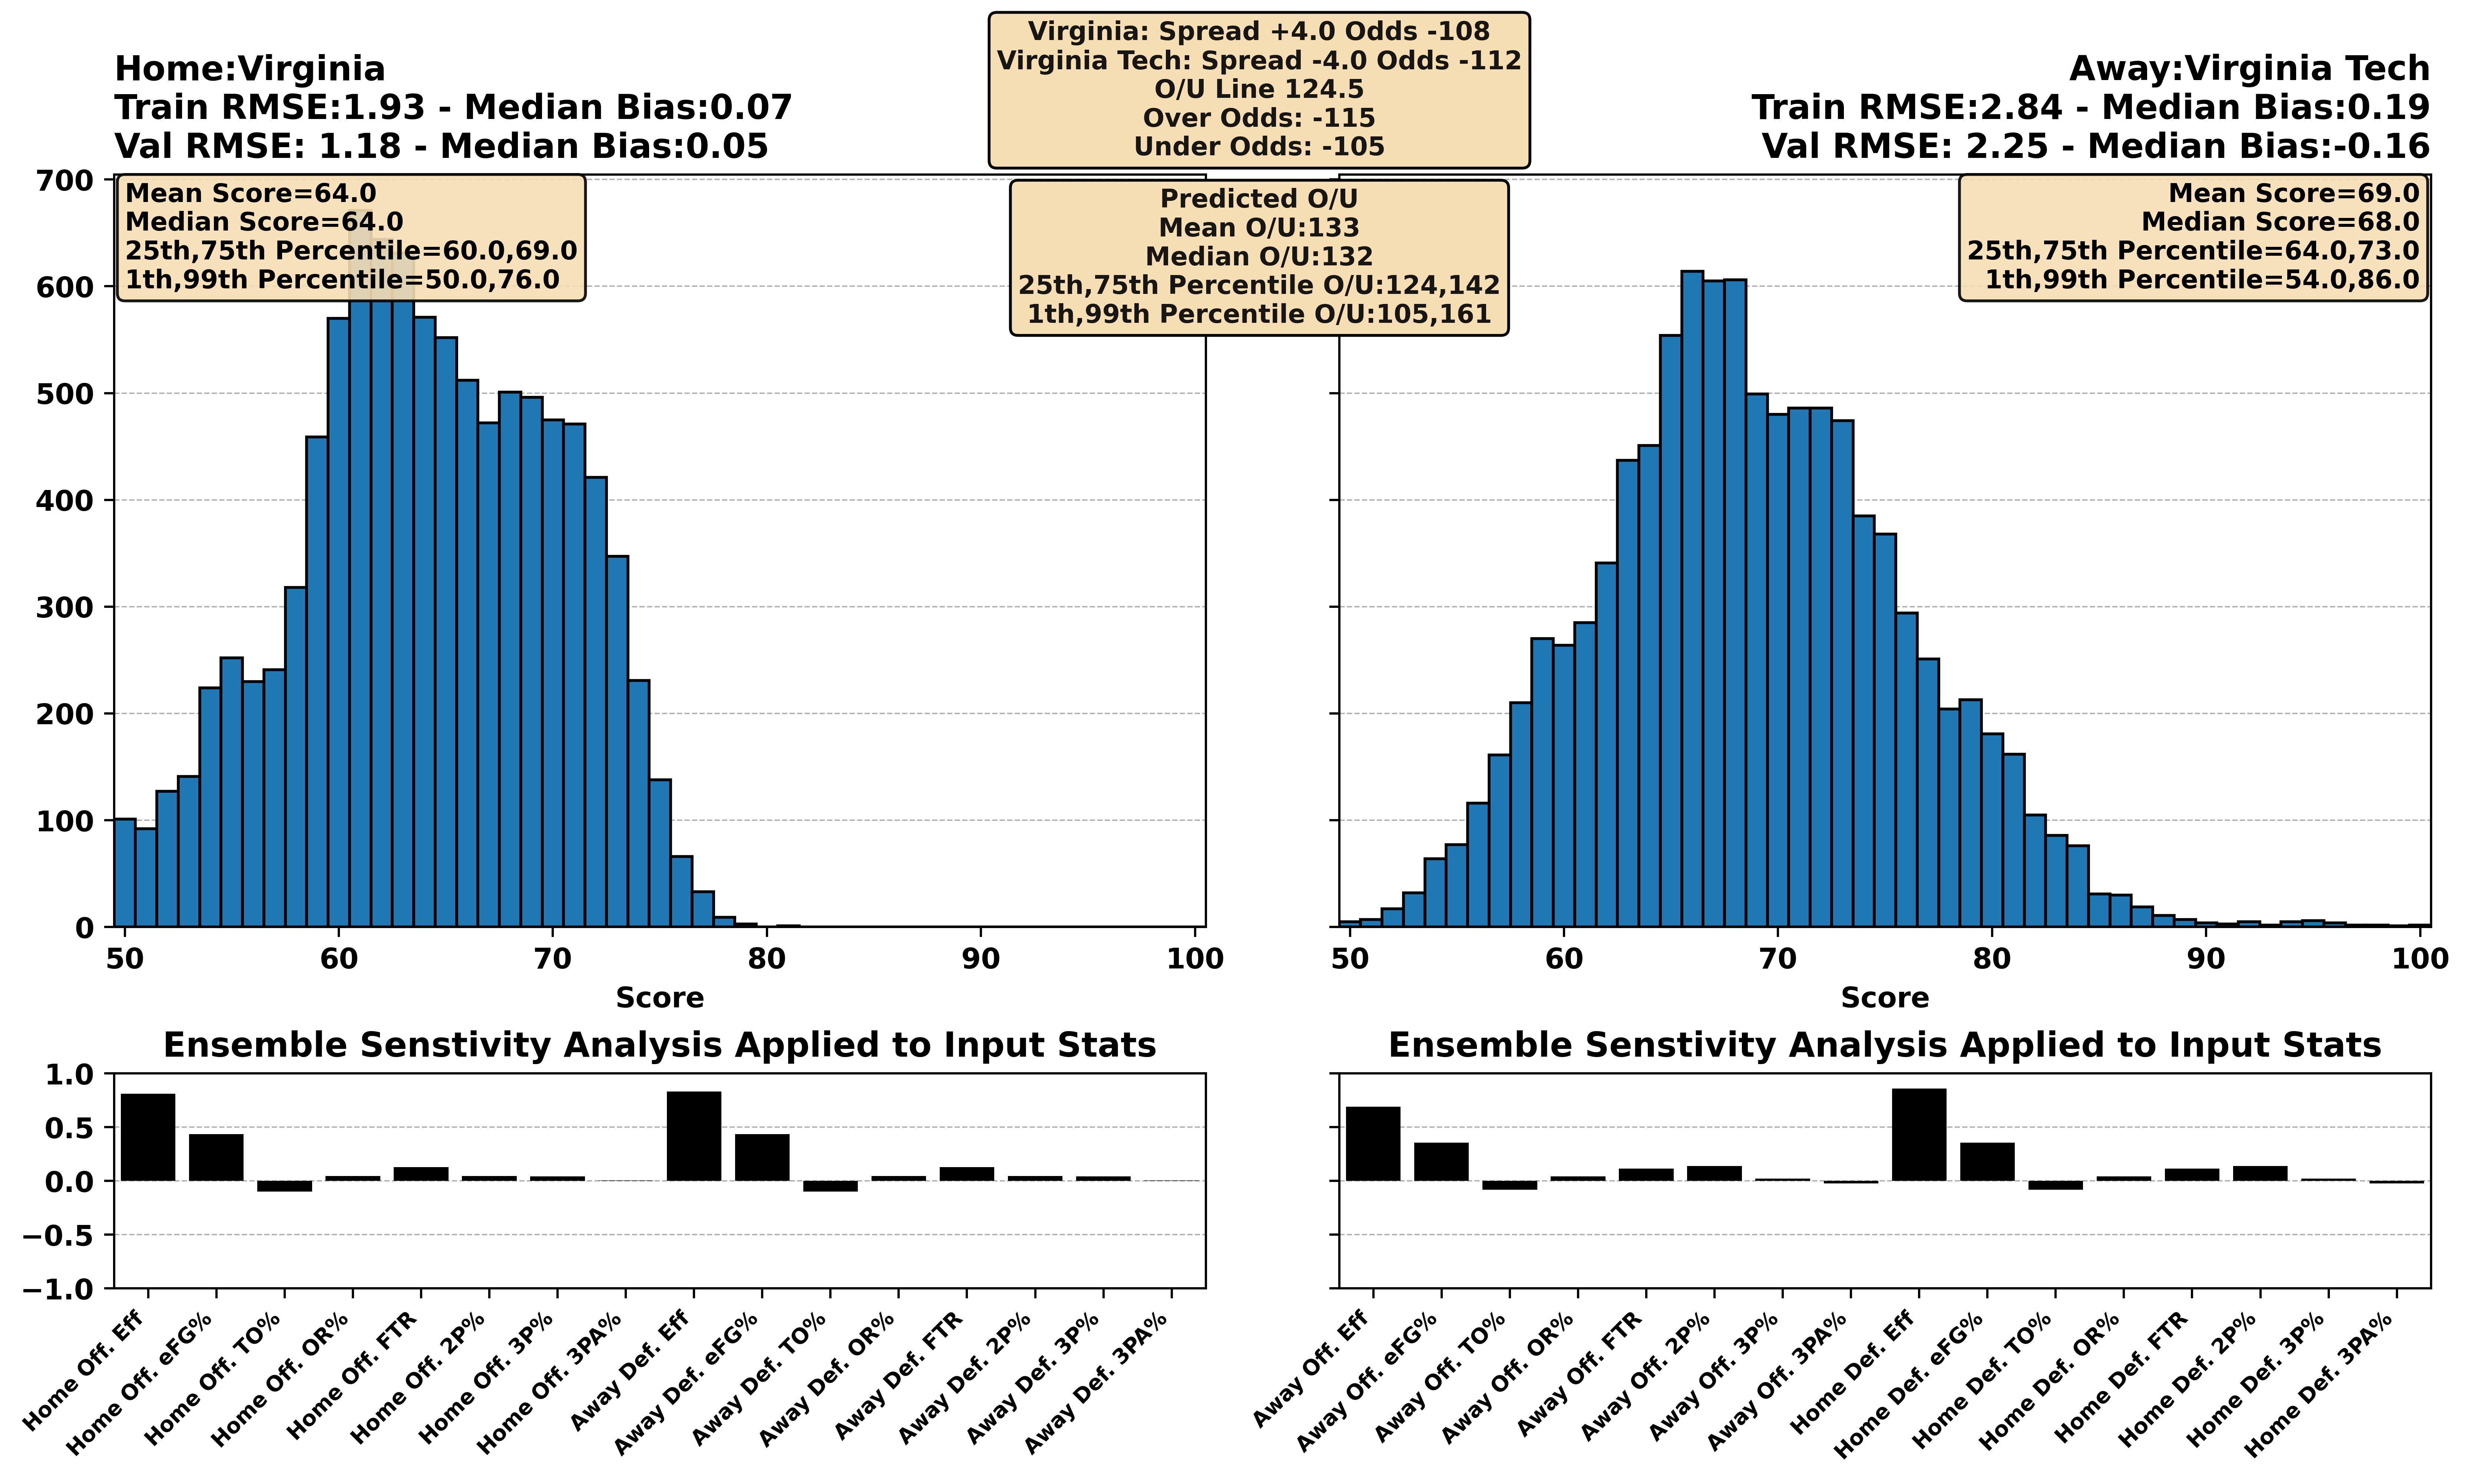 Virginia: Spread +4.0 Odds -108
Virginia Tech: Spread -4.0 Odds -112
O/U Line 124.5
Over Odds: -115
Under Odds: -105
Home:Virginia
Train RMSE:1.93 - Median Bias:0.07
Val RMSE: 1.18 - Median Bias:0.05
Away:Virginia Tech
Train RMSE:2.84 - Median Bias:0.19
Val RMSE: 2.25 - Median Bias:-0.16
Mean Score=64.0
Median Score=64.0
25th,75th Percentile=60.0,69.0
1th,99th Percentile=50.0,76.0
Predicted O/U
Mean O/U:133
Median O/U:132
25th,75th Percentile O/U:124,142
1th,99th Percentile O/U:105,161
Mean Score=69.0
Median Score=68.0
25th,75th Percentile=64.0,73.0
1th,99th Percentile=54.0,86.0
700
600
500
400
300
200
100
0
50 60 70 80 90 100
Score
50 60 70 80 90 100
Score
Ensemble Senstivity Analysis Applied to Input Stats
1.0
0.5
0.0
−0.5
−1.0
Home Off. Eff
Home Off. eFG%
Home Off. TO%
Home Off. OR%
Home Off. FTR
Home Off. 2P%
Home Off. 3P%
Home Off. 3PA%
Away Def. Eff
Away Def. eFG%
Away Def. TO%
Away Def. OR%
Away Def. FTR
Away Def. 2P%
Away Def. 3P%
Away Def. 3PA%
Ensemble Senstivity Analysis Applied to Input Stats
Away Off. Eff
Away Off. eFG%
Away Off. TO%
Away Off. OR%
Away Off. FTR
Away Off. 2P%
Away Off. 3P%
Away Off. 3PA%
Home Def. Eff
Home Def. eFG%
Home Def. TO%
Home Def. OR%
Home Def. FTR
Home Def. 2P%
Home Def. 3P%
Home Def. 3PA%